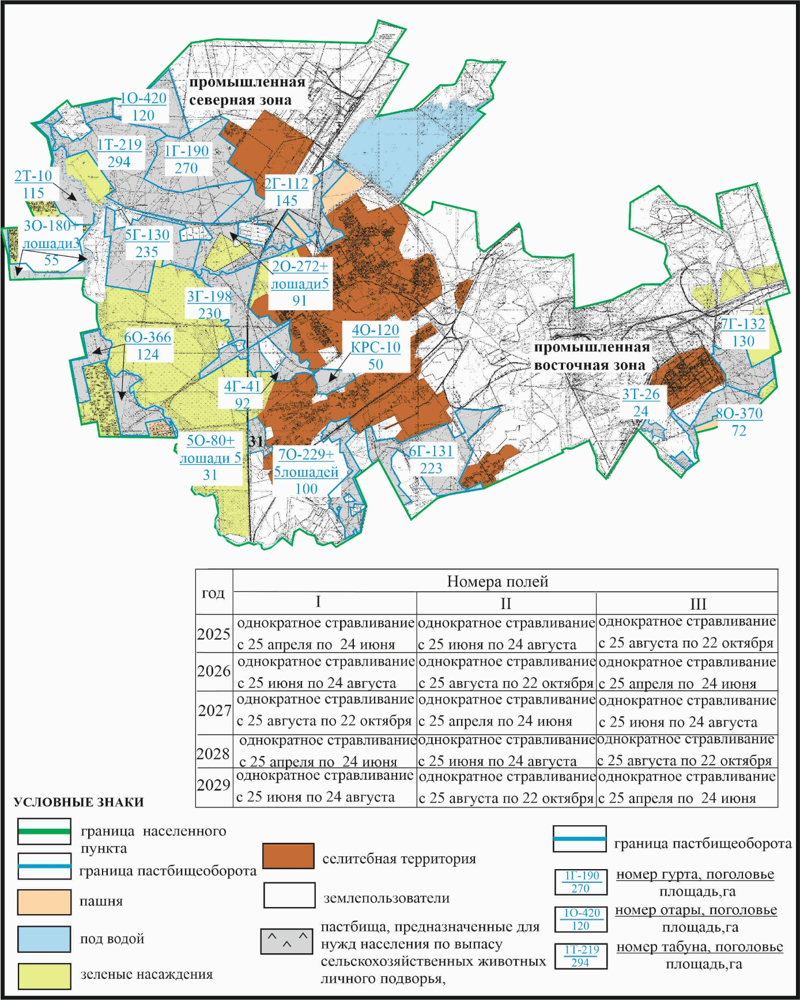 промышленная
северная зона
1О-420
120
1Т-219
294
1Г-190
270
2Т-10
115
2Г-112
145
3О-180+
лошади3
55
5Г-130
235
2О-272+
лошади5
91
3Г-198
230
6О-366
124
4О-120
КРС-10
50
промышленная
восточная зона
7Г-132
130
4Г-41
92
3Т-26
24
8О-370
72
5О-80+
лошади 5
31
31
7О-229+
5лошадей
100
6Г-131
223
год
Номера полей
I
II
III
2025
однократное стравливание
с 25 апреля по 24 июня
однократное стравливание
с 25 июня по 24 августа
однократное стравливание
с 25 августа по 22 октября
2026
однократное стравливание
с 25 июня по 24 августа
однократное стравливание
с 25 августа по 22 октября
однократное стравливание
с 25 апреля по 24 июня
2027
однократное стравливание
с 25 августа по 22 октября
однократное стравливание
с 25 апреля по 24 июня
однократное стравливание
с 25 июня по 24 августа
2028
однократное стравливание
с 25 апреля по 24 июня
однократное стравливание
с 25 июня по 24 августа
однократное стравливание
с 25 августа по 22 октября
2029
однократное стравливание
с 25 июня по 24 августа
однократное стравливание
с 25 августа по 22 октября
однократное стравливание
с 25 апреля по 24 июня
УСЛОВНЫЕ ЗНАКИ
граница населенного
пункта
граница пастбищеоборота
пашня
под водой
зеленые насаждения
селитебная территория
землепользователи
пастбища, предназначенные для
нужд населения по выпасу
сельскохозяйственных животных
личного подворья,
граница пастбищеоборота
1Г-190
270
номер гурта, поголовье
площадь,га
1О-420
120
номер отары, поголовье
площадь,га
1Т-219
294
номер табуна, поголовье
площадь,га